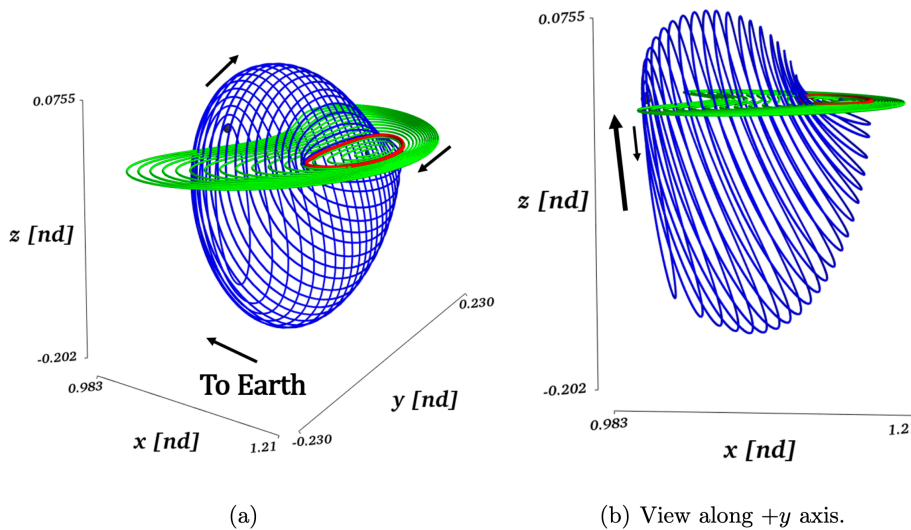 0.0755
z [nd]
-0.202
0.983
x [nd]
1.21
-0.230
y [nd]
0.230
To Earth
(a)
0.0755
z [nd]
-0.202
0.983
x [nd]
1.2
(b) View along +y axis.